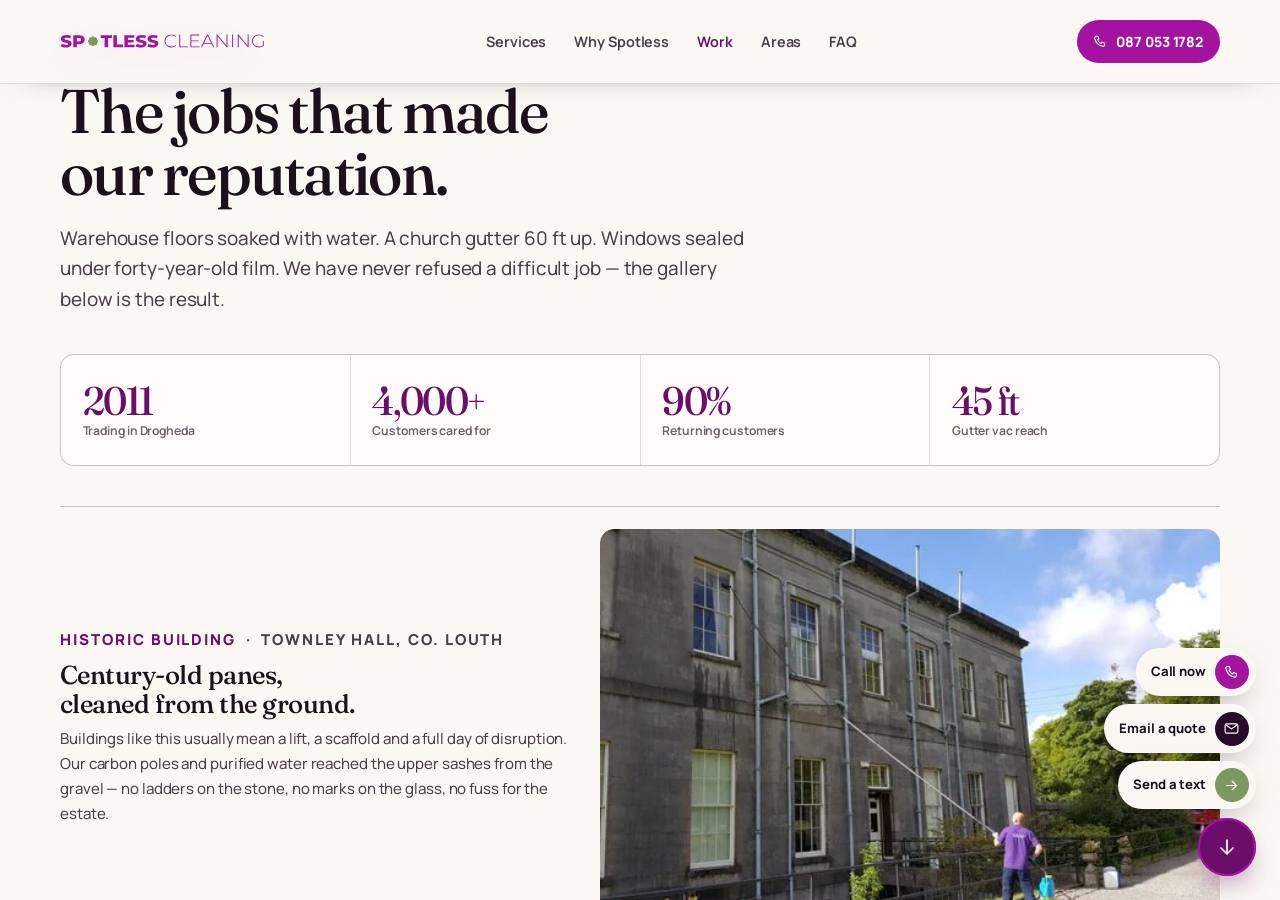 SP TLESS CLEANING
Services Why Spotless Work Areas FAQ
087 053 1782
The jobs that made
our reputation.
Warehouse floors soaked with water. A church gutter 60 ft up. Windows sealed
under forty-year-old film. We have never refused a difficult job — the gallery
below is the result.
2011
Trading in Drogheda
4,000+
Customers cared for
90%
Returning customers
45 ft
Gutter vac reach
HISTORIC BUILDING · TOWNLEY HALL, CO. LOUTH
Century-old panes,
cleaned from the ground.
Buildings like this usually mean a lift, a scaffold and a full day of disruption.
Our carbon poles and purified water reached the upper sashes from the
gravel — no ladders on the stone, no marks on the glass, no fuss for the
estate.
Call now
Email a quote
Send a text